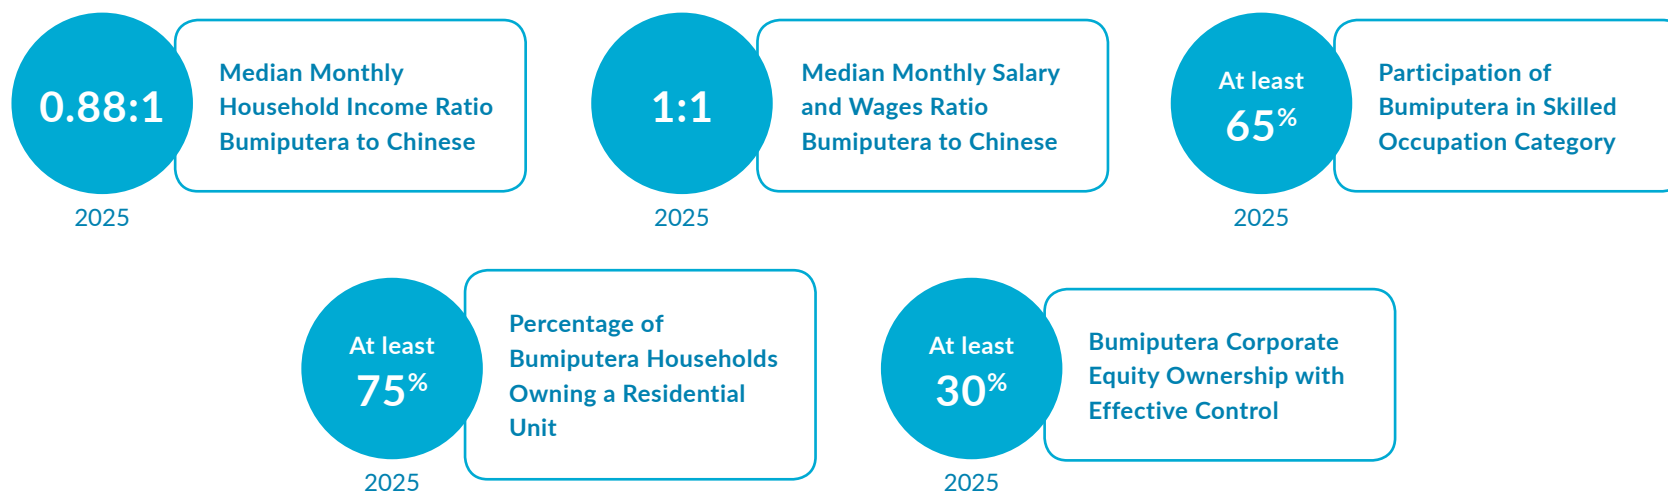 0.88:1
Median Monthly
Household Income Ratio
Bumiputera to Chinese
2025
1:1
Median Monthly Salary
and Wages Ratio
Bumiputera to Chinese
2025
At least
65%
Participation of
Bumiputera in Skilled
Occupation Category
2025
At least
75%
Percentage of
Bumiputera Households
Owning a Residential
Unit
2025
At least
30%
Bumiputera Corporate
Equity Ownership with
Effective Control
2025